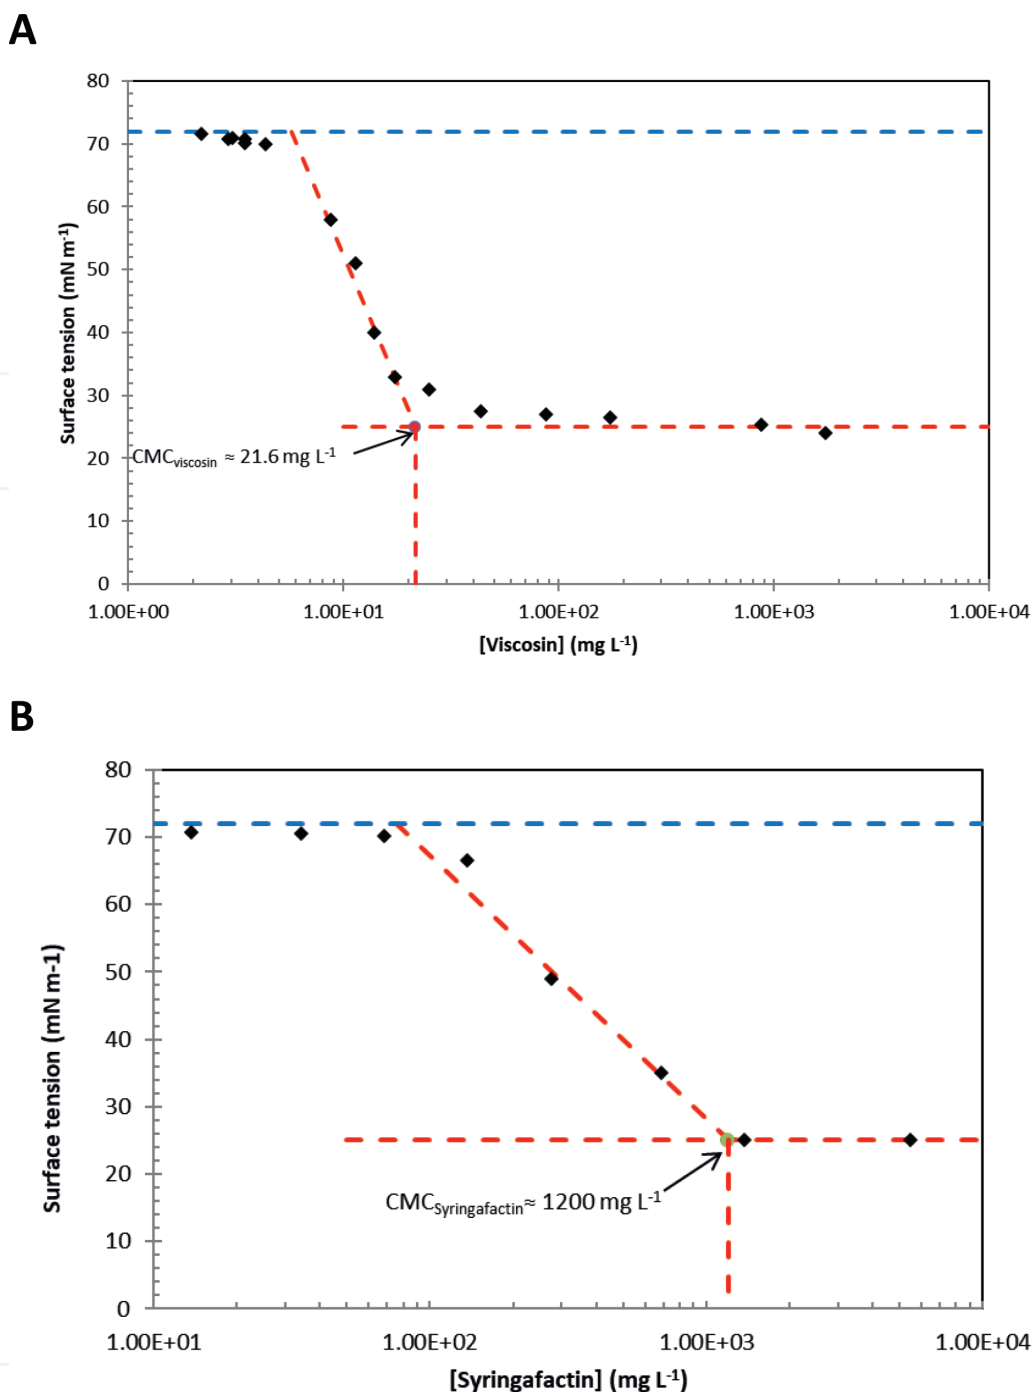 A
80
70
60
50
40
30
20
10
0
Surface tension (mN m⁻¹)
CMCviscosin ≈ 21.6 mg L⁻¹
1.00E+00 1.00E+01 1.00E+02 1.00E+03 1.00E+04
[Viscosin] (mg L⁻¹)
B
80
70
60
50
40
30
20
10
0
Surface tension (mN m-1)
CMCSyringafactin≈ 1200 mg L⁻¹
1.00E+01 1.00E+02 1.00E+03 1.00E+04
[Syringafactin] (mg L⁻¹)